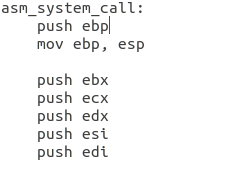 asm_system_call:
    push ebp
    mov ebp, esp

    push ebx
    push ecx
    push edx
    push esi
    push edi